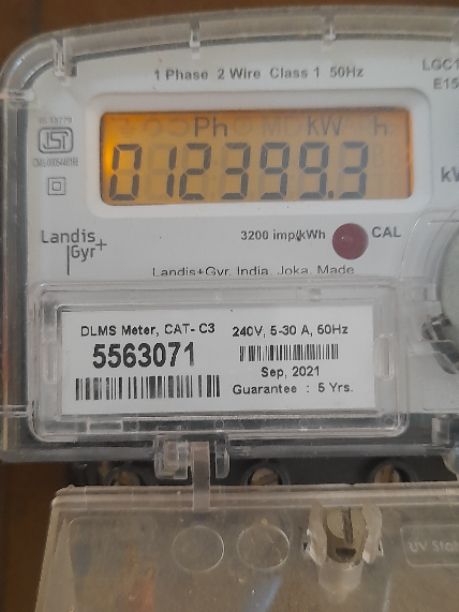 1 Phase 2 Wire Class 1 50Hz
Ph MD kW h
012399.3
Landis
Gyr+
3200 imp/kWh CAL
Landis+Gyr, India, Joka, Made
DLMS Meter, CAT- C3
5563071
240V, 5-30 A, 50Hz
Sep, 2021
Guarantee : 5 Yrs.